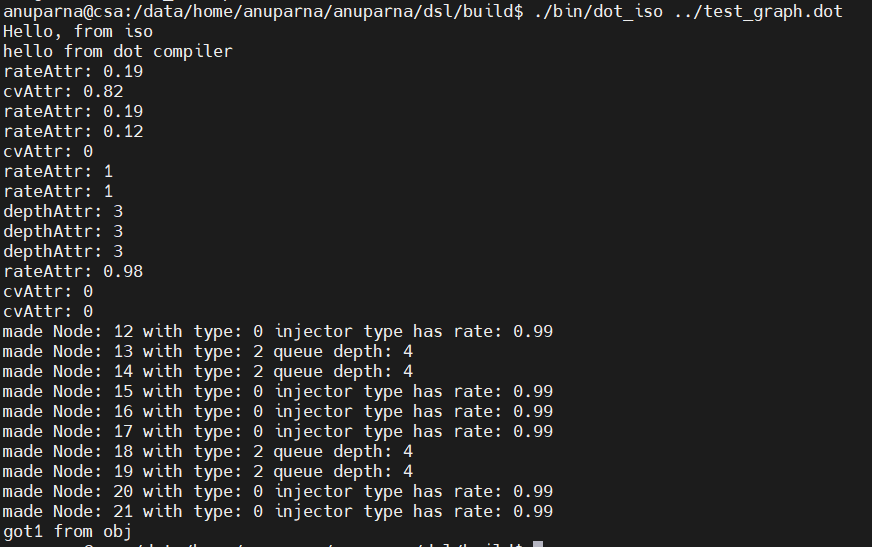 anuparna@csa:/data/home/anuparna/anuparna/dsl/build$ ./bin/dot_iso ../test_graph.dot
Hello, from iso
hello from dot compiler
rateAttr: 0.19
cvAttr: 0.82
rateAttr: 0.19
rateAttr: 0.12
cvAttr: 0
rateAttr: 1
rateAttr: 1
depthAttr: 3
depthAttr: 3
depthAttr: 3
rateAttr: 0.98
cvAttr: 0
cvAttr: 0
made Node: 12 with type: 0 injector type has rate: 0.99
made Node: 13 with type: 2 queue depth: 4
made Node: 14 with type: 2 queue depth: 4
made Node: 15 with type: 0 injector type has rate: 0.99
made Node: 16 with type: 0 injector type has rate: 0.99
made Node: 17 with type: 0 injector type has rate: 0.99
made Node: 18 with type: 2 queue depth: 4
made Node: 19 with type: 2 queue depth: 4
made Node: 20 with type: 0 injector type has rate: 0.99
made Node: 21 with type: 0 injector type has rate: 0.99
got1 from obj